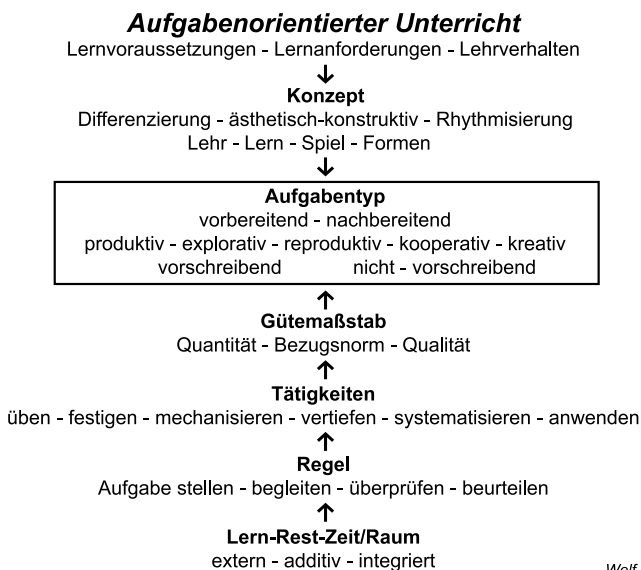 Aufgabenorientierter Unterricht
Lernvoraussetzungen - Lernanforderungen - Lehrverhalten
Konzept
Differenzierung - ästhetisch-konstruktiv - Rhythmisierung
Lehr - Lern - Spiel - Formen
Aufgabentyp
vorbereitend - nachbereitend
produktiv - explorativ - reproduktiv - kooperativ - kreativ
vorschreibend nicht - vorschreibend
Gütemaßstab
Quantität - Bezugsnorm - Qualität
Tätigkeiten
üben - festigen - mechanisieren - vertiefen - systematisieren - anwenden
Regel
Aufgabe stellen - begleiten - überprüfen - beurteilen
Lern-Rest-Zeit/Raum
extern - additiv - integriert